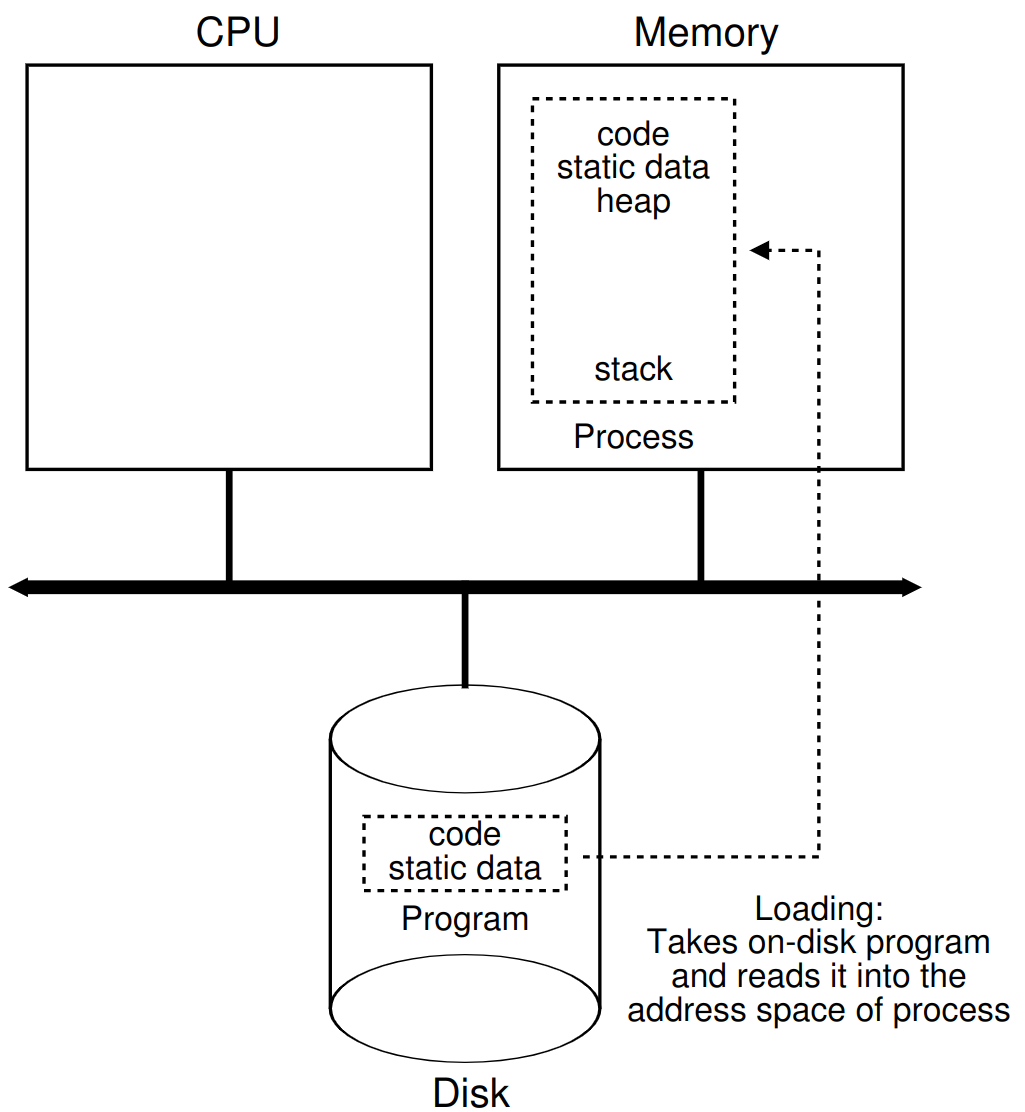 CPU
Memory
code
static data
heap
stack
Process
code
static data
Program
Loading:
Takes on-disk program
and reads it into the
address space of process
Disk